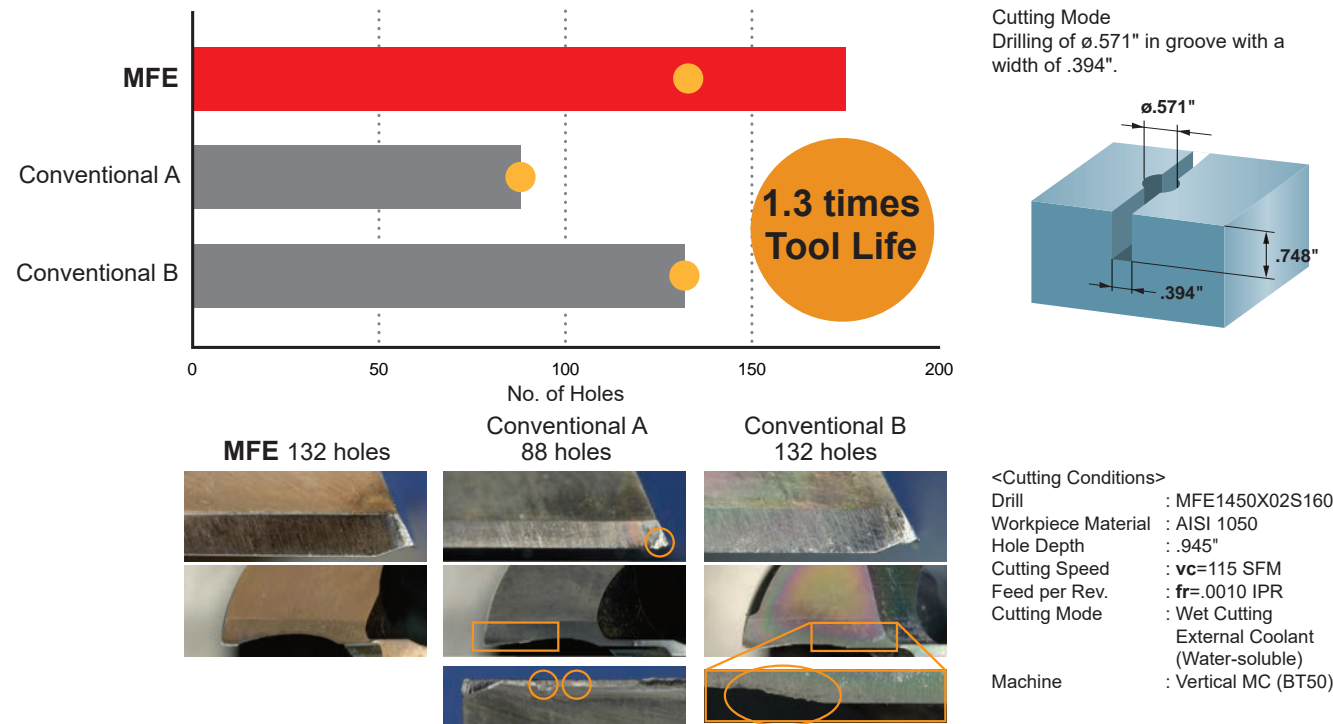 MFE
Conventional A
Conventional B
0
50
100
150
200
No. of Holes
1.3 times
Tool Life
Cutting Mode
Drilling of ø.571" in groove with a
width of .394".
ø.571"
.748"
.394"
MFE 132 holes
Conventional A
88 holes
Conventional B
132 holes
<Cutting Conditions>
Drill : MFE1450X02S160
Workpiece Material : AISI 1050
Hole Depth : .945"
Cutting Speed : vc=115 SFM
Feed per Rev. : fr=.0010 IPR
Cutting Mode : Wet Cutting
External Coolant
(Water-soluble)
Machine : Vertical MC (BT50)